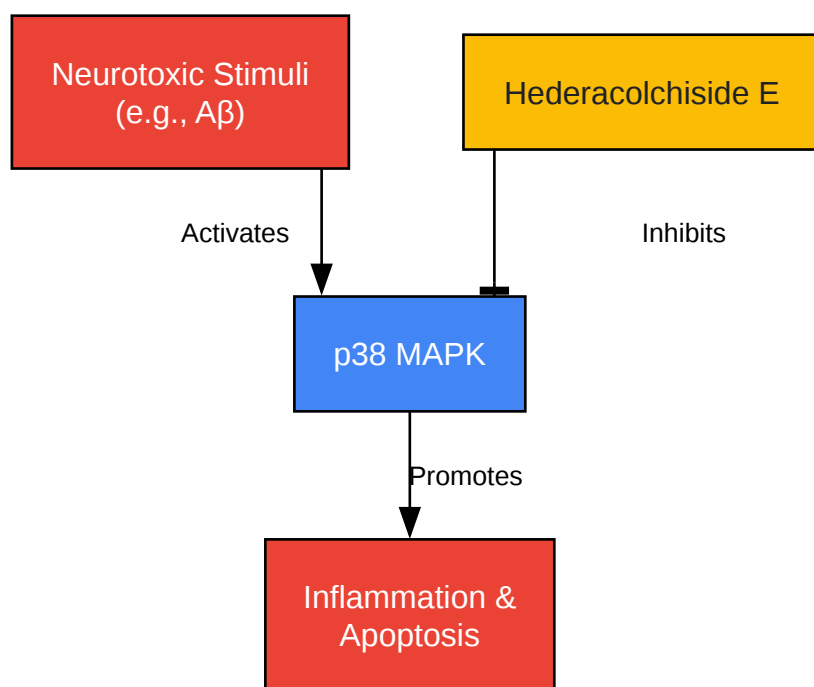 Neurotoxic Stimuli
(e.g., Aβ)
Hederacolchiside E
Activates
Inhibits
p38 MAPK
Promotes
Inflammation &
Apoptosis